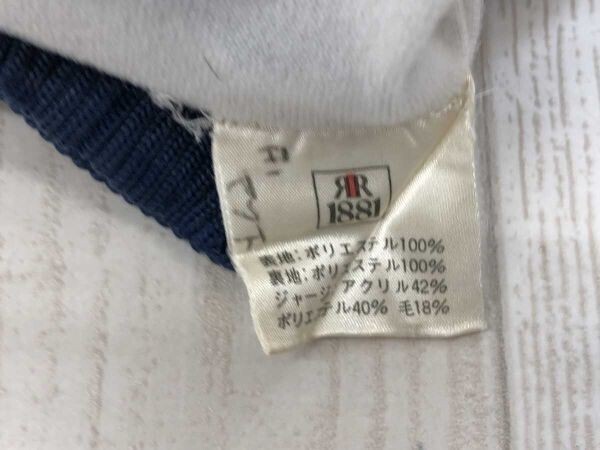 ЯR
1881
表地:ポリエステル100%
裏地:ポリエステル100%
ジャージ アクリル42%
ポリエステル40% 毛18%